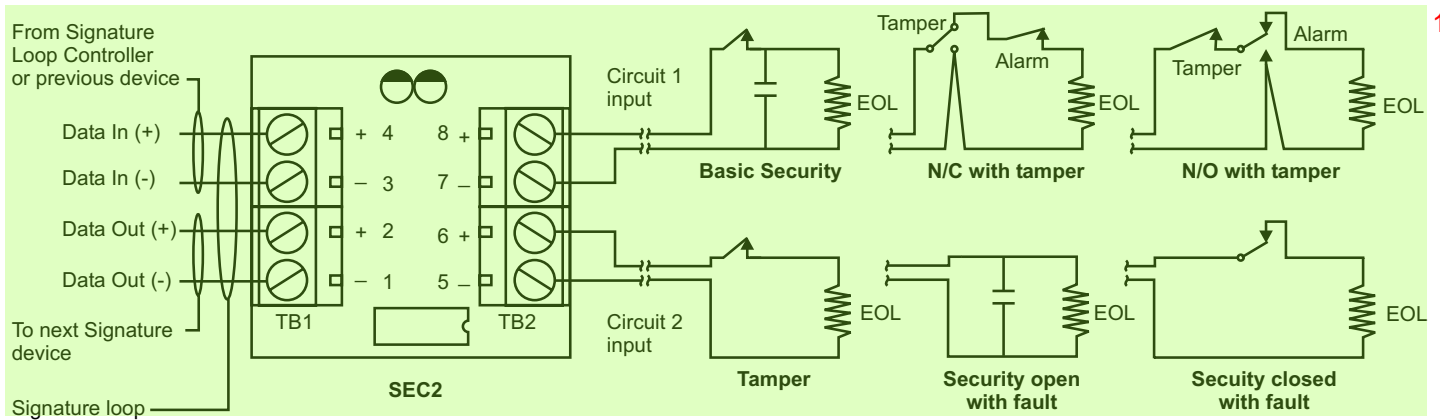 From Signature
Loop Controller
or previous device
Data In (+)
Data In (-)
Data Out (+)
Data Out (-)
To next Signature
device
Signature loop
+ 4
– 3
+ 2
– 1
8 +
7 –
6 +
5 –
TB1
TB2
SEC2
Circuit 1
input
EOL
Basic Security
Tamper
Alarm
EOL
N/C with tamper
Alarm
Tamper
EOL
N/O with tamper
1
Circuit 2
input
EOL
Tamper
EOL
Security open
with fault
EOL
Secuity closed
with fault